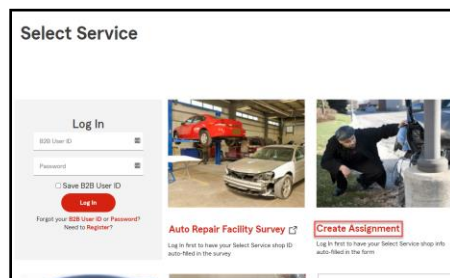 Select Service
Log In
B2B User ID
Password
Save B2B User ID
Log In
Forgot your B2B User ID or Password?
Need to Register?
Auto Repair Facility Survey
Log in first to have your Select Service shop ID
auto-filled in the survey
Create Assignment
Log in first to have your Select Service shop info
auto-filled in the form